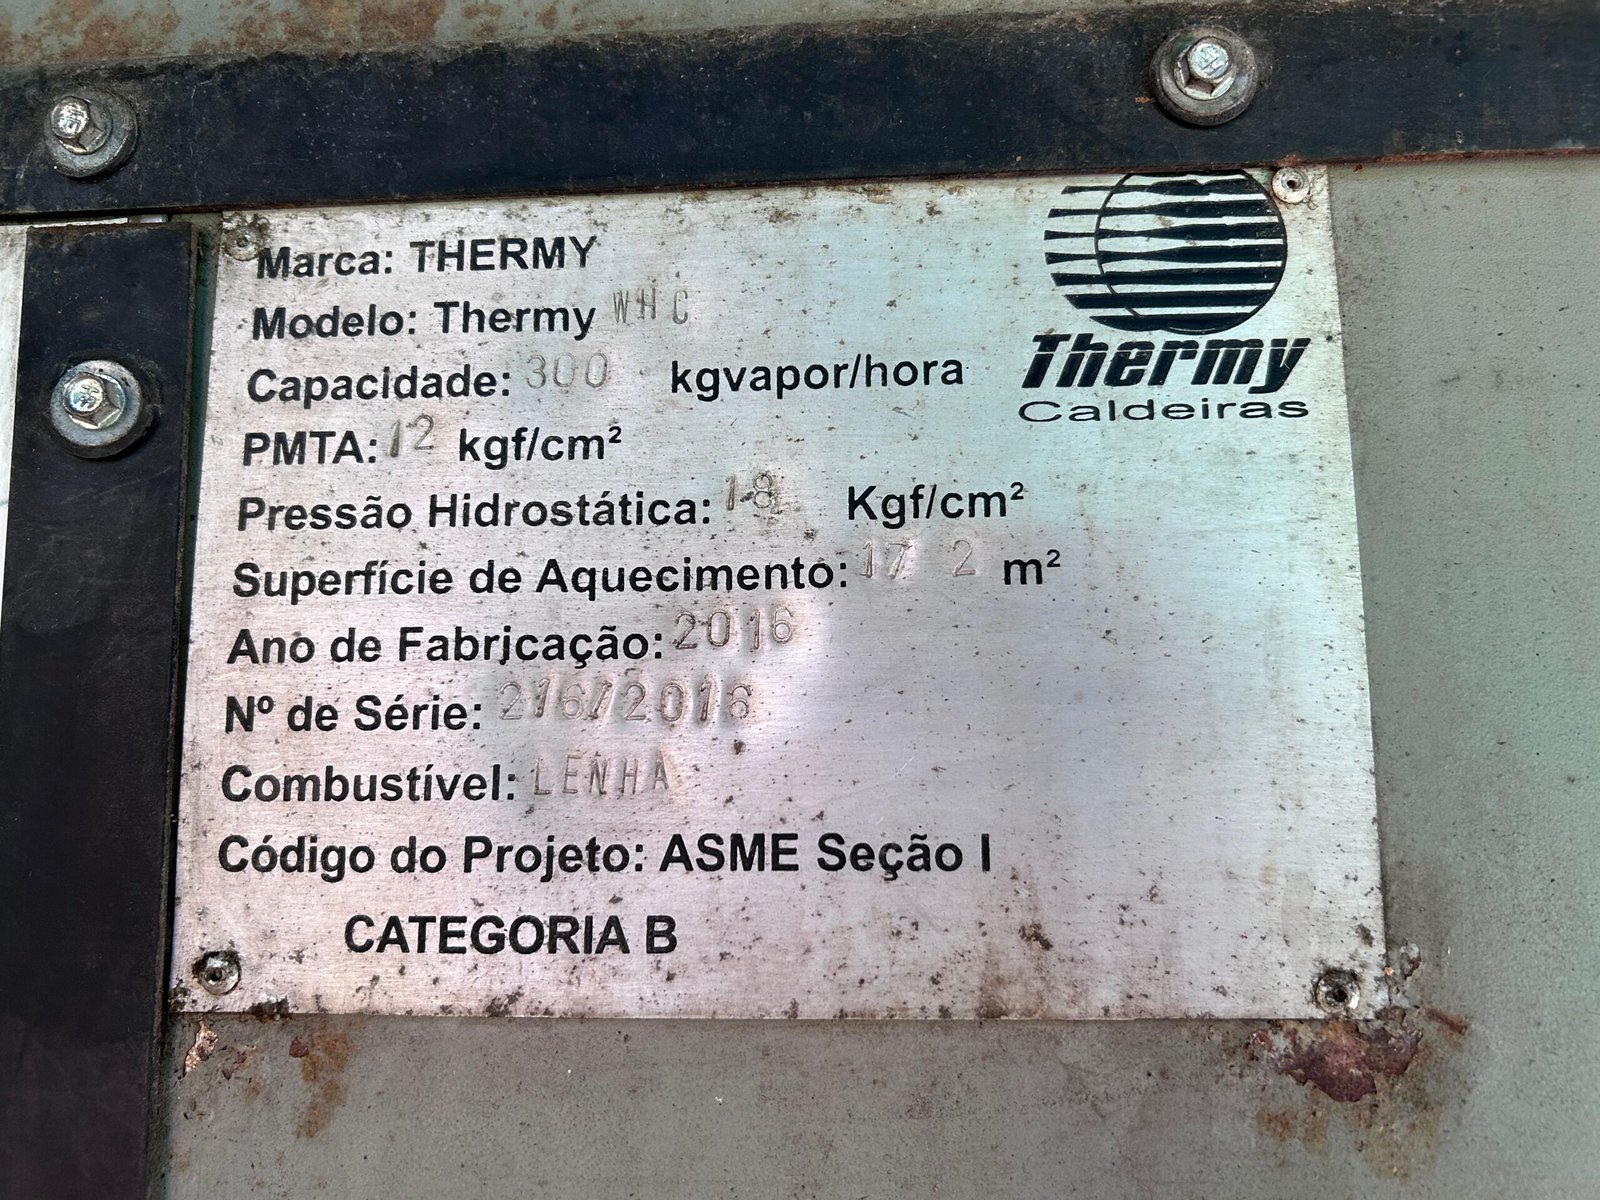 Marca: THERMY
Modelo: Thermy WHC
Capacidade: 300 kgvapor/hora
PMTA: 12 kgf/cm²
Pressão Hidrostática: 18 Kgf/cm²
Superfície de Aquecimento: 17 2 m²
Ano de Fabricação: 2016
Nº de Série: 216/2016
Combustível: LENHA
Código do Projeto: ASME Seção I
CATEGORIA B
Thermy
Caldeiras